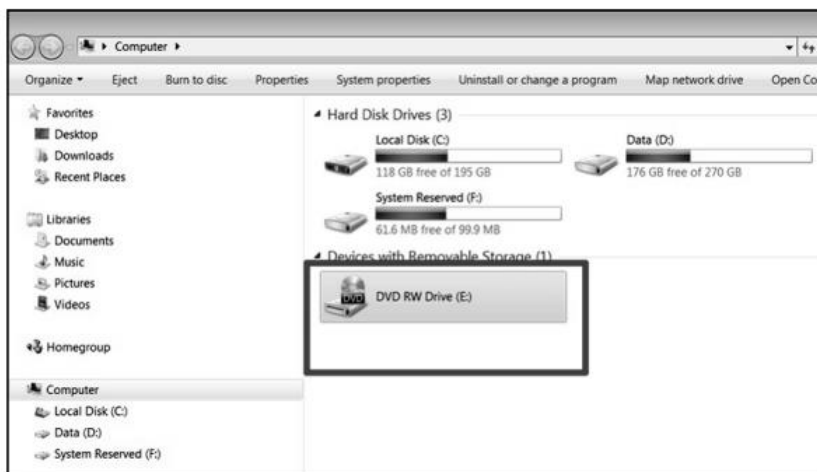 Computer
Organize Eject Burn to disc Properties System properties Uninstall or change a program Map network drive Open Co
Favorites
Desktop
Downloads
Recent Places
Libraries
Documents
Music
Pictures
Videos
Homegroup
Computer
Local Disk (C:)
Data (D:)
System Reserved (F:)
Hard Disk Drives (3)
Local Disk (C:)
118 GB free of 195 GB
Data (D:)
176 GB free of 270 GB
System Reserved (F:)
61.6 MB free of 99.9 MB
Devices with Removable Storage (1)
DVD
DVD RW Drive (E:)